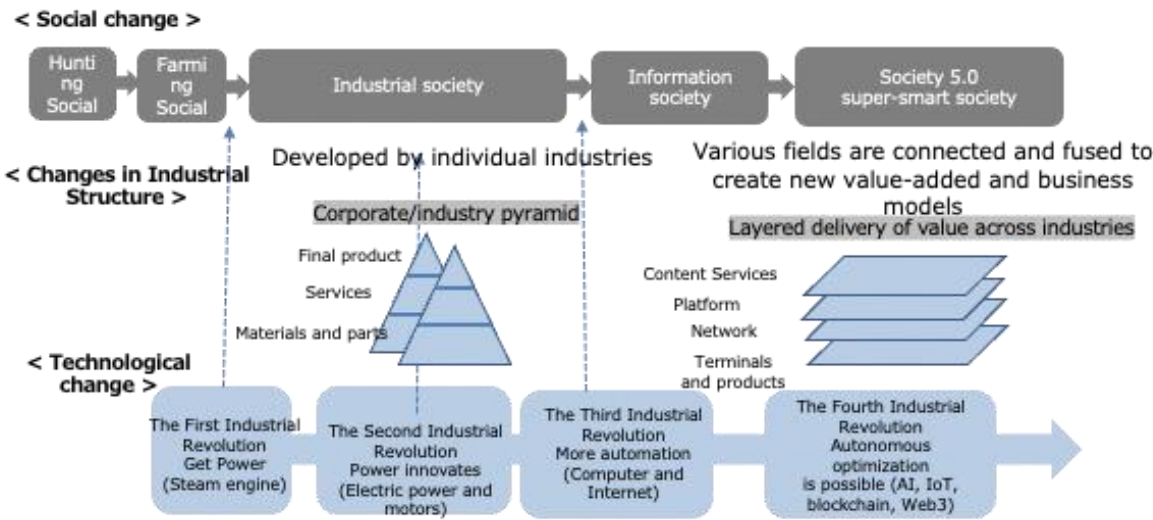 < Social change >
Hunti
ng
Social
Farmi
ng
Social
Industrial society
Information
society
Society 5.0
super-smart society
< Changes in Industrial
Structure >
Developed by individual industries
Various fields are connected and fused to
create new value-added and business
models
Corporate/industry pyramid
Layered delivery of value across industries
Final product
Services
Materials and parts
Content Services
Platform
Network
Terminals
and products
< Technological
change >
The First Industrial
Revolution
Get Power
(Steam engine)
The Second Industrial
Revolution
Power innovates
(Electric power and
motors)
The Third Industrial
Revolution
More automation
(Computer and
Internet)
The Fourth Industrial
Revolution
Autonomous
optimization
is possible (AI, IoT,
blockchain, Web3)